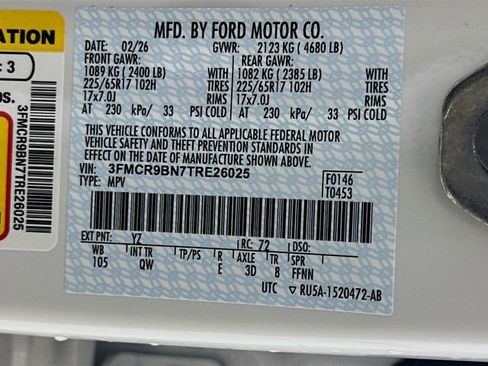 MFD. BY FORD MOTOR CO.
DATE: 02/26 GVWR: 2123 KG ( 4680 LB)
FRONT GAWR: REAR GAWR:
1089 KG ( 2400 LB) WITH 1082 KG ( 2385 LB) WITH
225/65R17 102H TIRES 225/65R17 102H TIRES
17x7.0J RIMS 17x7.0J RIMS
AT 230 kPa/ 33 PSI COLD AT 230 kPa/ 33 PSI COLD
THIS VEHICLE CONFORMS TO ALL APPLICABLE FEDERAL MOTOR
VEHICLE SAFETY AND THEFT PREVENTION STANDARDS IN EFFECT ON THE
DATE OF MANUFACTURE SHOWN ABOVE.
VIN: 3FMCR9BN7TRE26025 F0146
TYPE: MPV T0453
EXT PNT: YZ RC: 72 DSO:
WB INT TR TP/PS R AXLE TR SPR
105 QW E 3D 8 FFNN
UTC RU5A-1520472-AB
ATION
: 3
OS.
3FMCR9BN7TRE26025